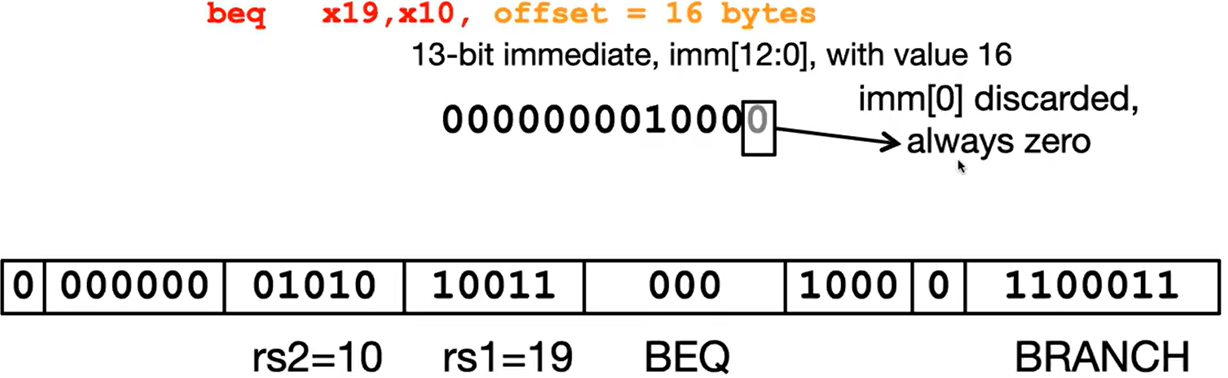 beq x19,x10, offset = 16 bytes
13-bit immediate, imm[12:0], with value 16
imm[0] discarded,
0000000010000
always zero
0 000000 01010 10011 000 1000 0 1100011
rs2=10 rs1=19 BEQ BRANCH